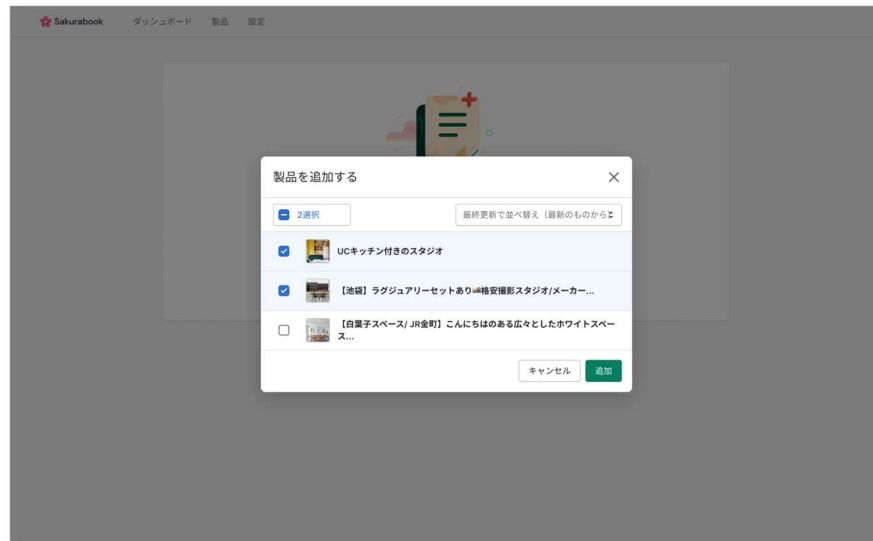 Sakurabook ダッシュボード 製品 設定
製品を追加する
2選択 最終更新で並べ替え（最新のものから
UCキッチン付きのスタジオ
【池袋】ラグジュアリーセットあり📸格安撮影スタジオ/メーカー...
【白葉子スペース/ JR金町】こんにちはのある広々としたホワイトスペー
ス...
キャンセル 追加